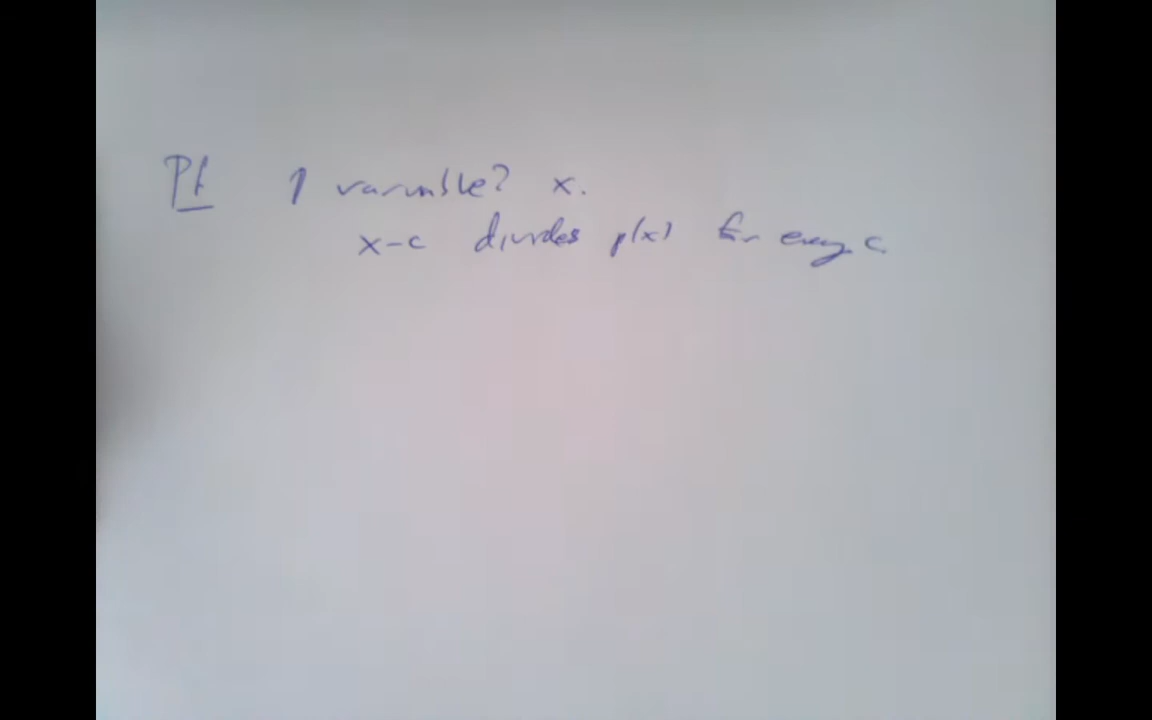 Pf 1 variable? x.
x-c divides p(x) for every c